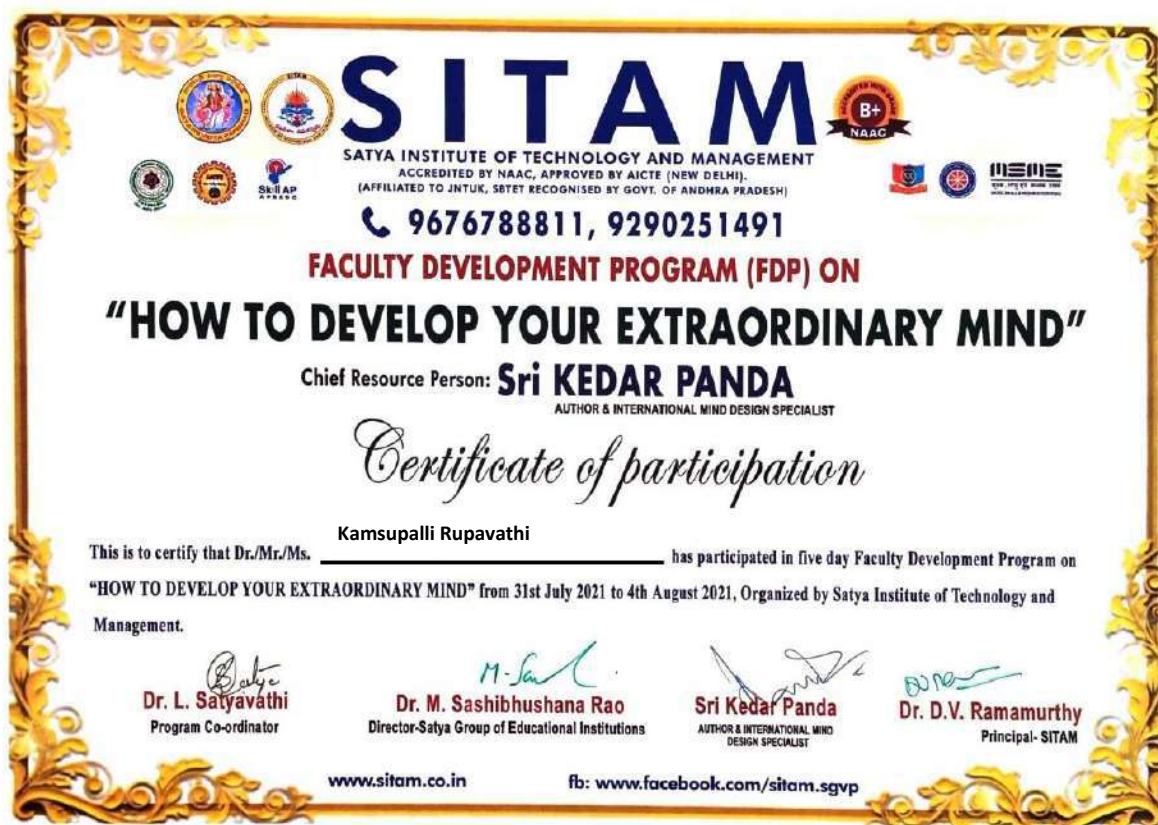 SITAM
SITAM
ACCREDITED WITH GRADE
B+
NAAC
SATYA INSTITUTE OF TECHNOLOGY AND MANAGEMENT
ACCREDITED BY NAAC, APPROVED BY AICTE (NEW DELHI).
(AFFILIATED TO JNTUK, SBTET RECOGNISED BY GOVT. OF ANDHRA PRADESH)
Skill AP
APSSDC
MSME
9676788811, 9290251491
FACULTY DEVELOPMENT PROGRAM (FDP) ON
"HOW TO DEVELOP YOUR EXTRAORDINARY MIND"
Chief Resource Person: Sri KEDAR PANDA
AUTHOR & INTERNATIONAL MIND DESIGN SPECIALIST
Certificate of participation
Kamsupalli Rupavathi
This is to certify that Dr./Mr./Ms. has participated in five day Faculty Development Program on
"HOW TO DEVELOP YOUR EXTRAORDINARY MIND" from 31st July 2021 to 4th August 2021, Organized by Satya Institute of Technology and
Management.
Dr. L. Satyavathi
Program Co-ordinator
Dr. M. Sashibhushana Rao
Director-Satya Group of Educational Institutions
Sri Kedar Panda
AUTHOR & INTERNATIONAL MIND
DESIGN SPECIALIST
Dr. D.V. Ramamurthy
Principal- SITAM
www.sitam.co.in fb: www.facebook.com/sitam.sgvp